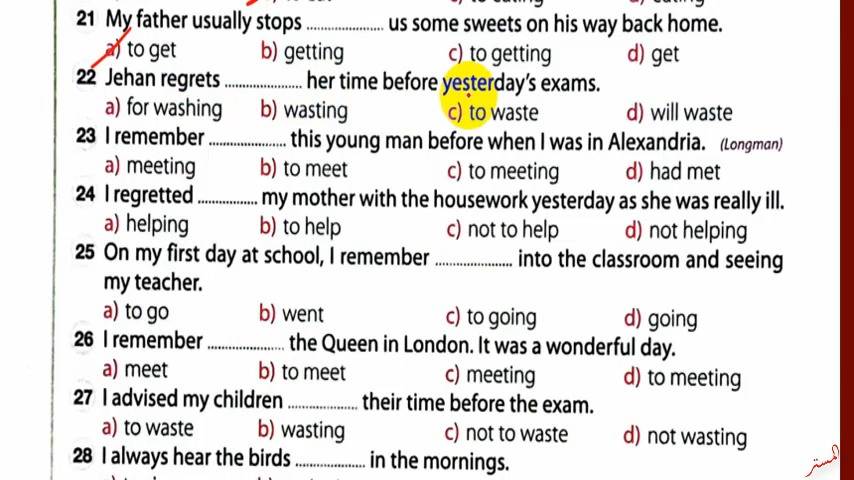 21 My father usually stops ................ us some sweets on his way back home.
a) to get b) getting c) to getting d) get
22 Jehan regrets ................ her time before yesterday's exams.
a) for washing b) wasting c) to waste d) will waste
23 I remember ................ this young man before when I was in Alexandria. (Longman)
a) meeting b) to meet c) to meeting d) had met
24 I regretted ............. my mother with the housework yesterday as she was really ill.
a) helping b) to help c) not to help d) not helping
25 On my first day at school, I remember ................ into the classroom and seeing
my teacher.
a) to go b) went c) to going d) going
26 I remember ................ the Queen in London. It was a wonderful day.
a) meet b) to meet c) meeting d) to meeting
27 I advised my children .............. their time before the exam.
a) to waste b) wasting c) not to waste d) not wasting
28 I always hear the birds .............. in the mornings.